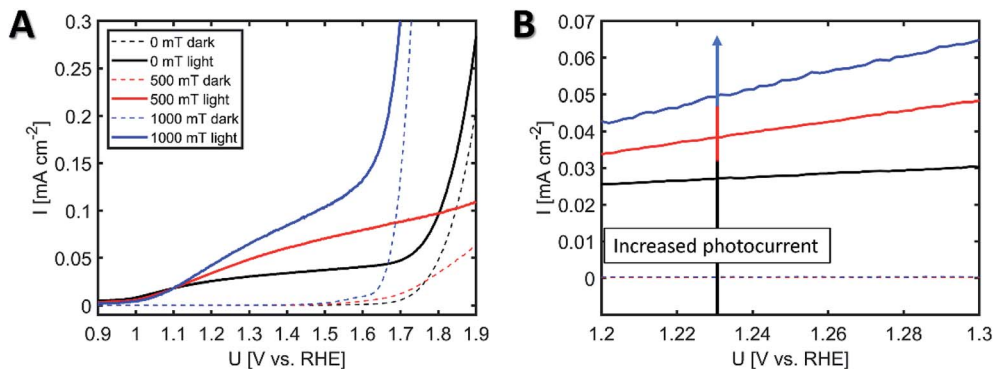 A
0.3
0.25
0.2
0.15
0.1
0.05
0
I [mA cm-2]
0 mT dark
0 mT light
500 mT dark
500 mT light
1000 mT dark
1000 mT light
0.9 1 1.1 1.2 1.3 1.4 1.5 1.6 1.7 1.8 1.9
U [V vs. RHE]
B
0.07
0.06
0.05
0.04
0.03
0.02
0.01
0
I [mA cm-2]
Increased photocurrent
1.2 1.22 1.24 1.26 1.28 1.3
U [V vs. RHE]